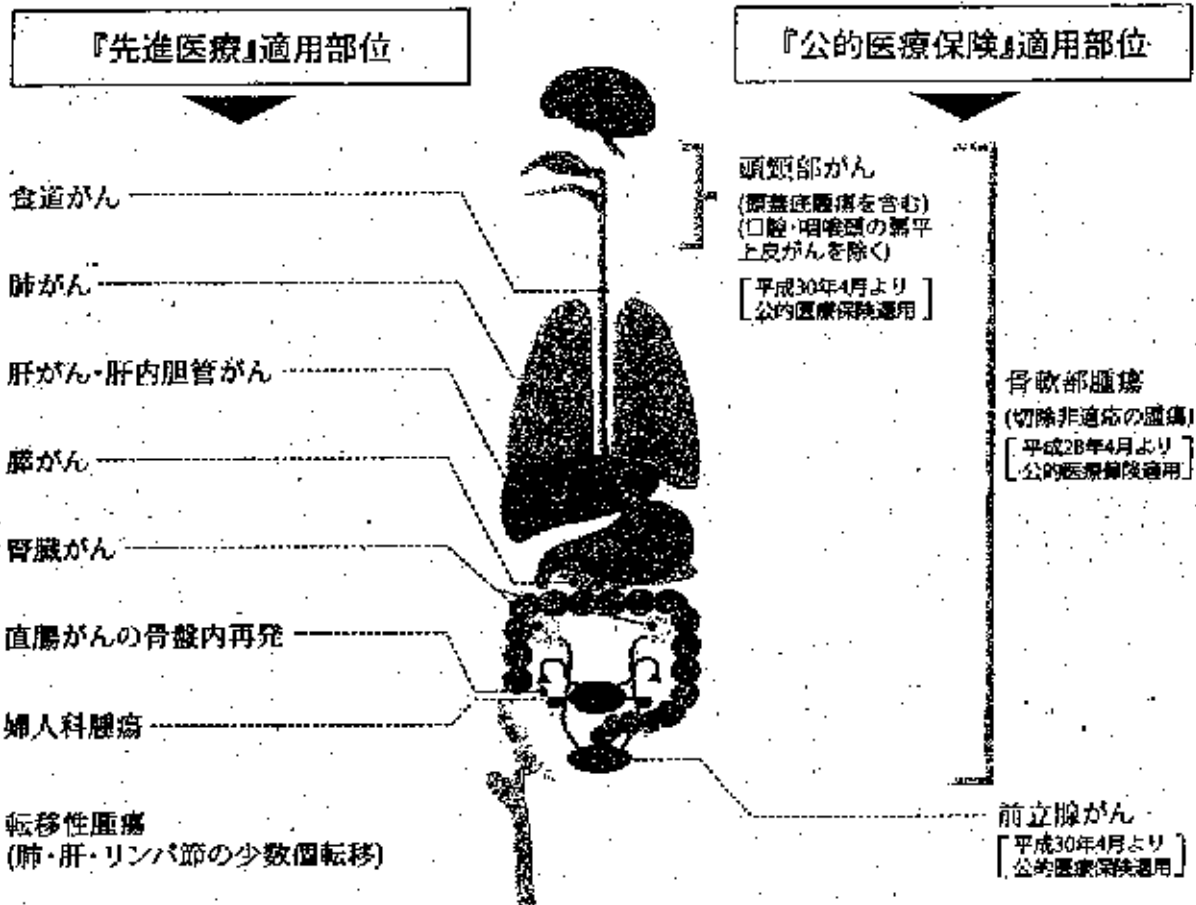 『先進医療』適用部位
食道がん
肺がん
肝がん・肝内胆管がん
膵がん
腎臓がん
直腸がんの骨盤内再発
婦人科腫瘍
転移性腫瘍
(肺・肝・リンパ節の少数個転移)
『公的医療保険』適用部位
頭頸部がん
(頭蓋底腫瘍を含む)
(口腔・咽喉頭の扁平
上皮がんを除く)
[平成30年4月より
公的医療保険適用]
骨軟部腫瘍
(切除非適応の腫瘍)
[平成28年4月より
公的医療保険適用]
前立腺がん
[平成30年4月より
公的医療保険適用]